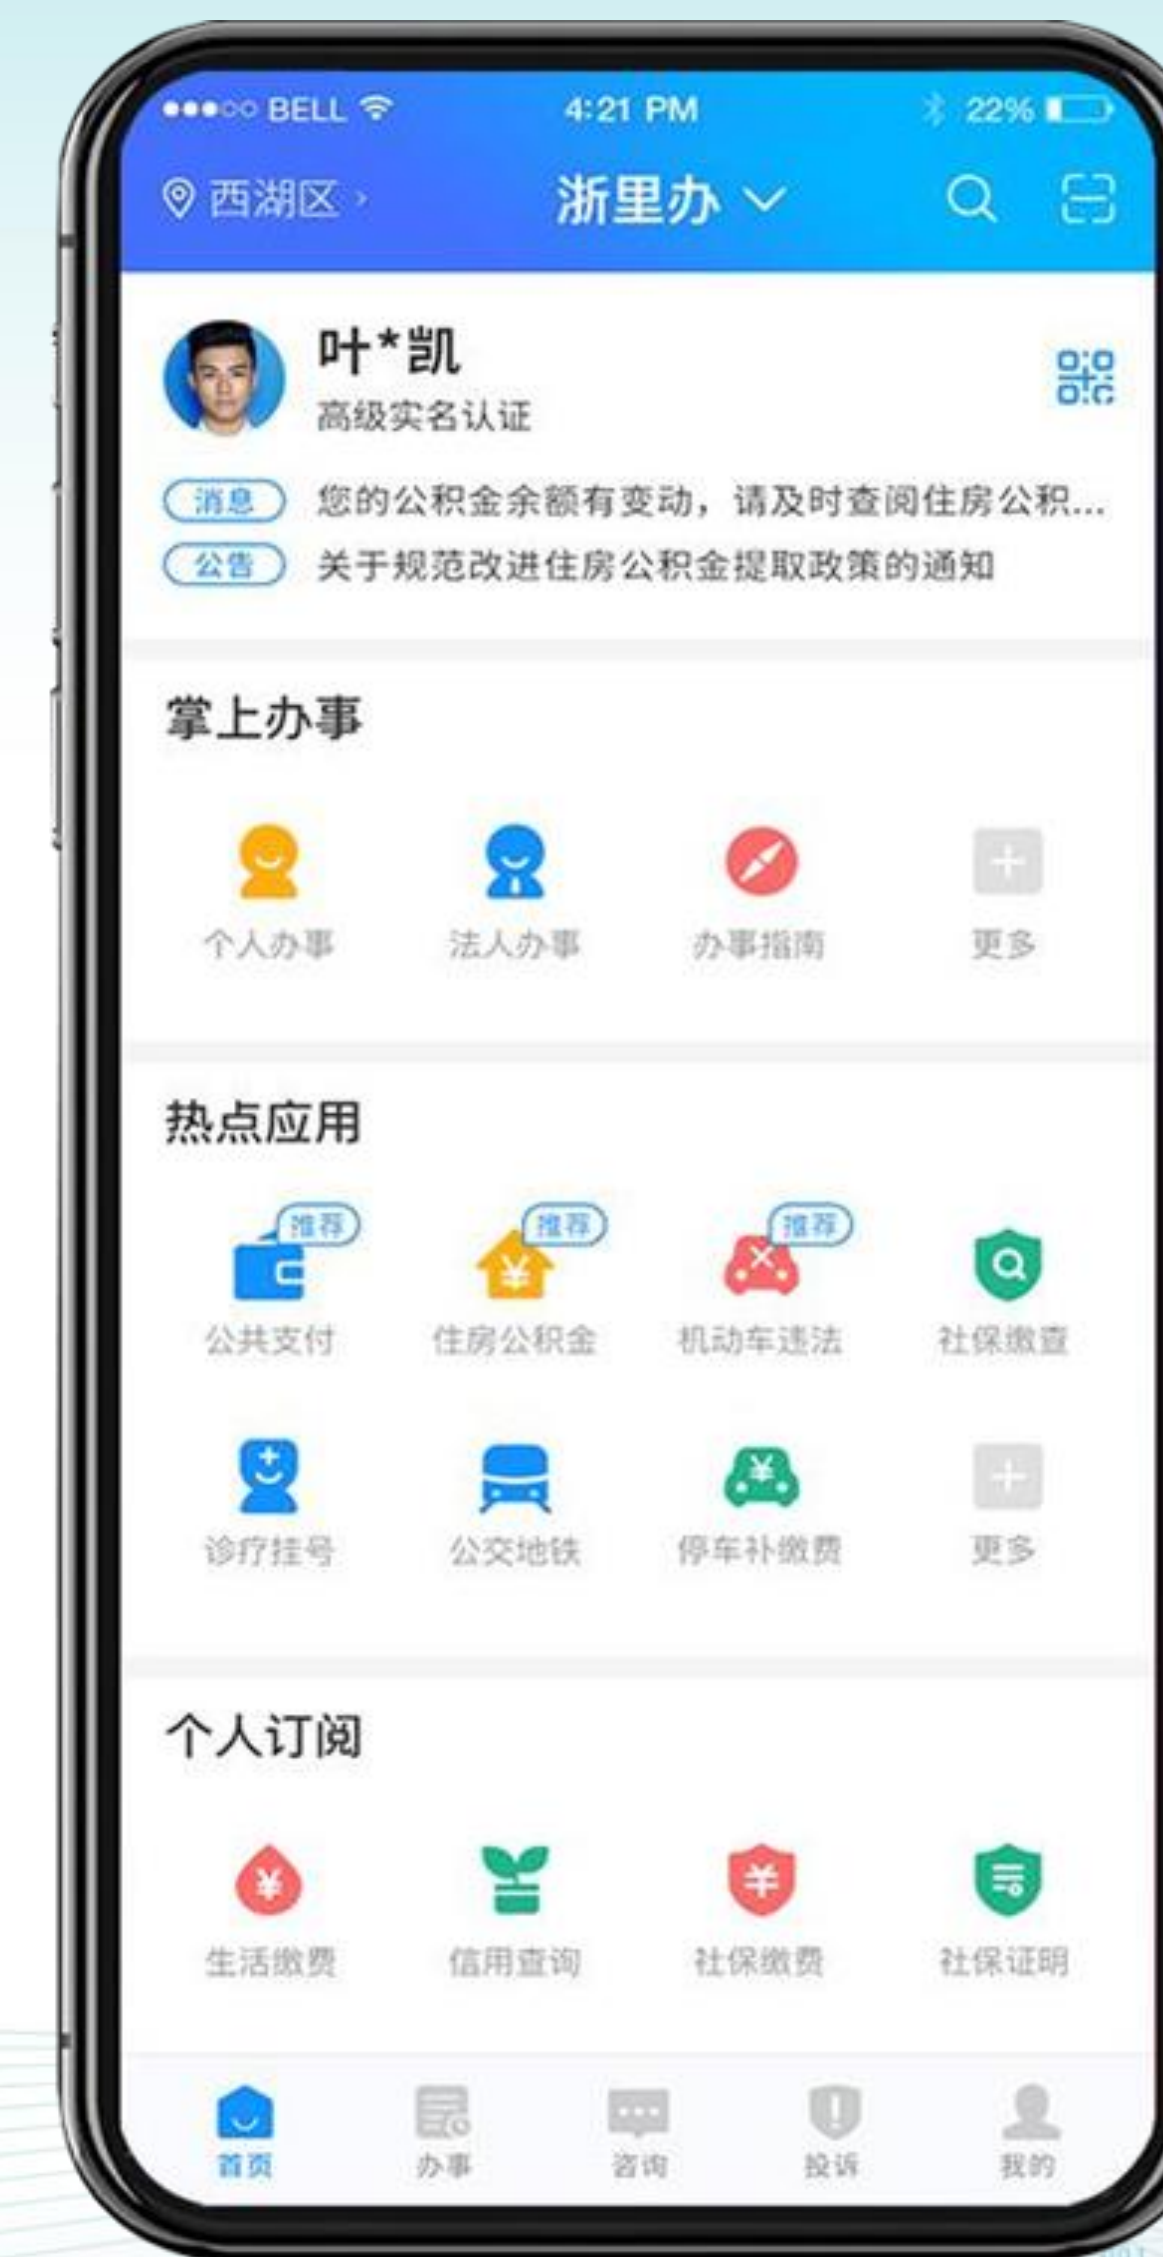 BELL 4:21 PM 22%
西湖区 浙里办
叶*凯
高级实名认证
消息 您的公积金余额有变动，请及时查阅住房公积...
公告 关于规范改进住房公积金提取政策的通知
掌上办事
个人办事 法人办事 办事指南 更多
热点应用
推荐 推荐 推荐
公共支付 住房公积金 机动车违法 社保缴查
诊疗挂号 公交地铁 停车补缴费 更多
个人订阅
生活缴费 信用查询 社保缴费 社保证明
首页 办事 咨询 投诉 我的